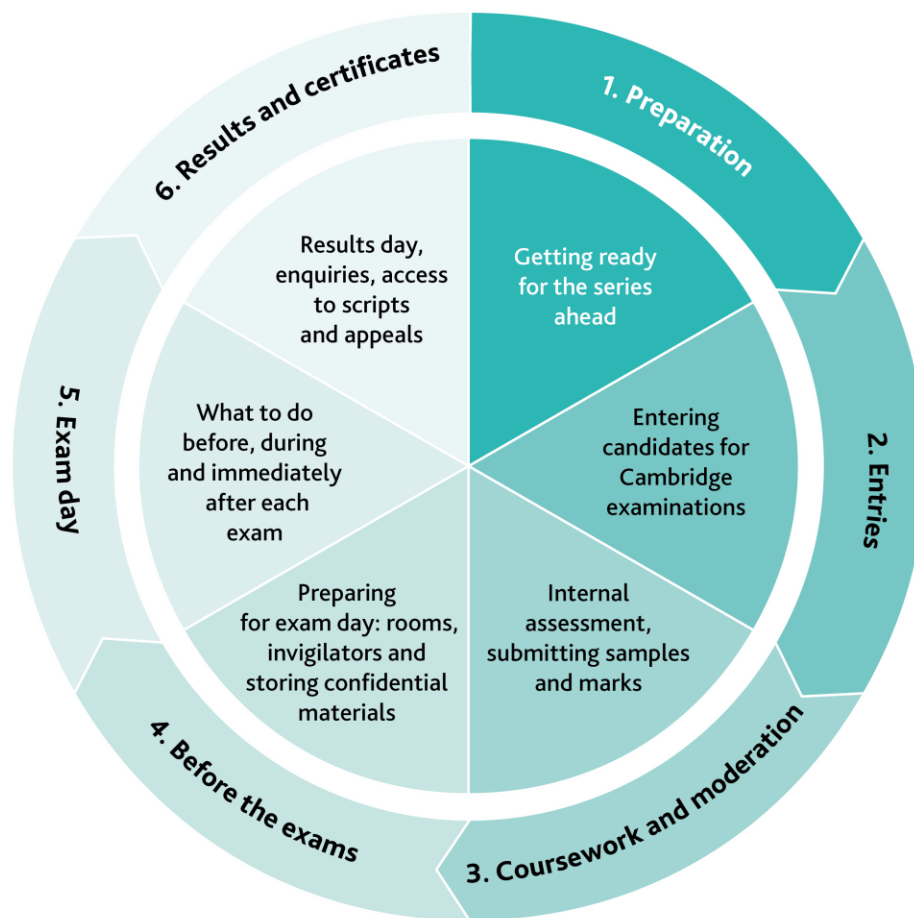 1. Preparation
Getting ready
for the series
ahead
2. Entries
Entering
candidates for
Cambridge
examinations
3. Coursework and moderation
Internal
assessment,
submitting samples
and marks
4. Before the exams
Preparing
for exam day: rooms,
invigilators and
storing confidential
materials
5. Exam day
What to do
before, during
and immediately
after each
exam
6. Results and certificates
Results day,
enquiries, access
to scripts
and appeals